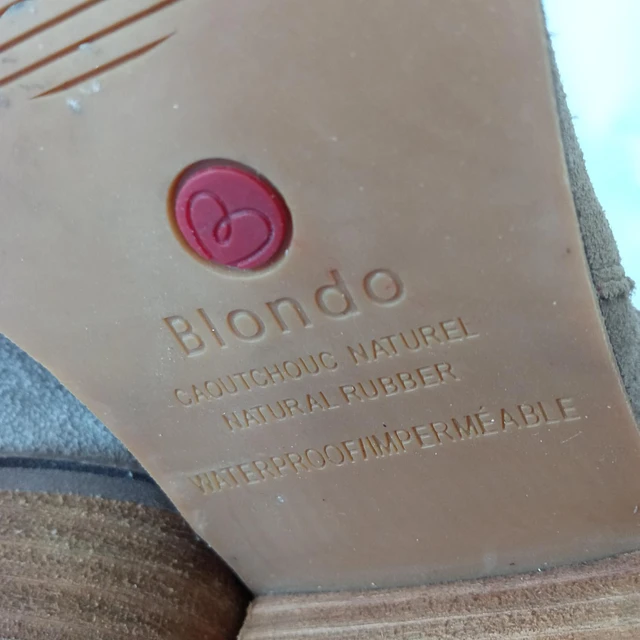 Blondo
CAOUTCHOUC NATUREL
NATURAL RUBBER
WATERPROOF/IMPERMÉABLE